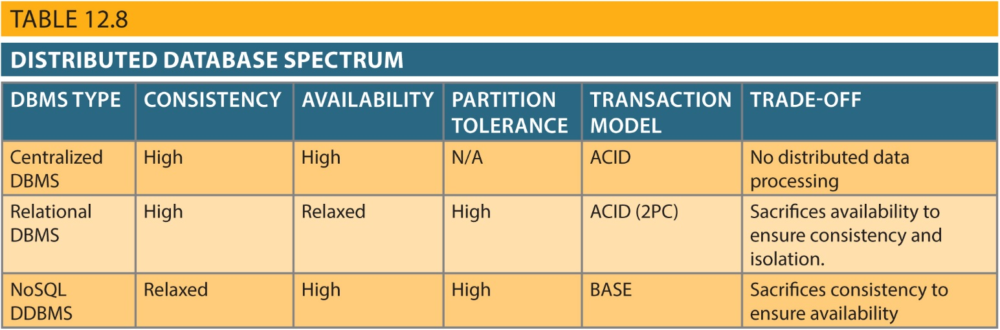 TABLE 12.8
DISTRIBUTED DATABASE SPECTRUM
DBMS TYPE
CONSISTENCY
AVAILABILITY
PARTITION
TOLERANCE
TRANSACTION
MODEL
TRADE-OFF
Centralized
DBMS
High
High
N/A
ACID
No distributed data
processing
Relational
DBMS
High
Relaxed
High
ACID (2PC)
Sacrifices availability to
ensure consistency and
isolation.
NoSQL
DDBMS
Relaxed
High
High
BASE
Sacrifices consistency to
ensure availability